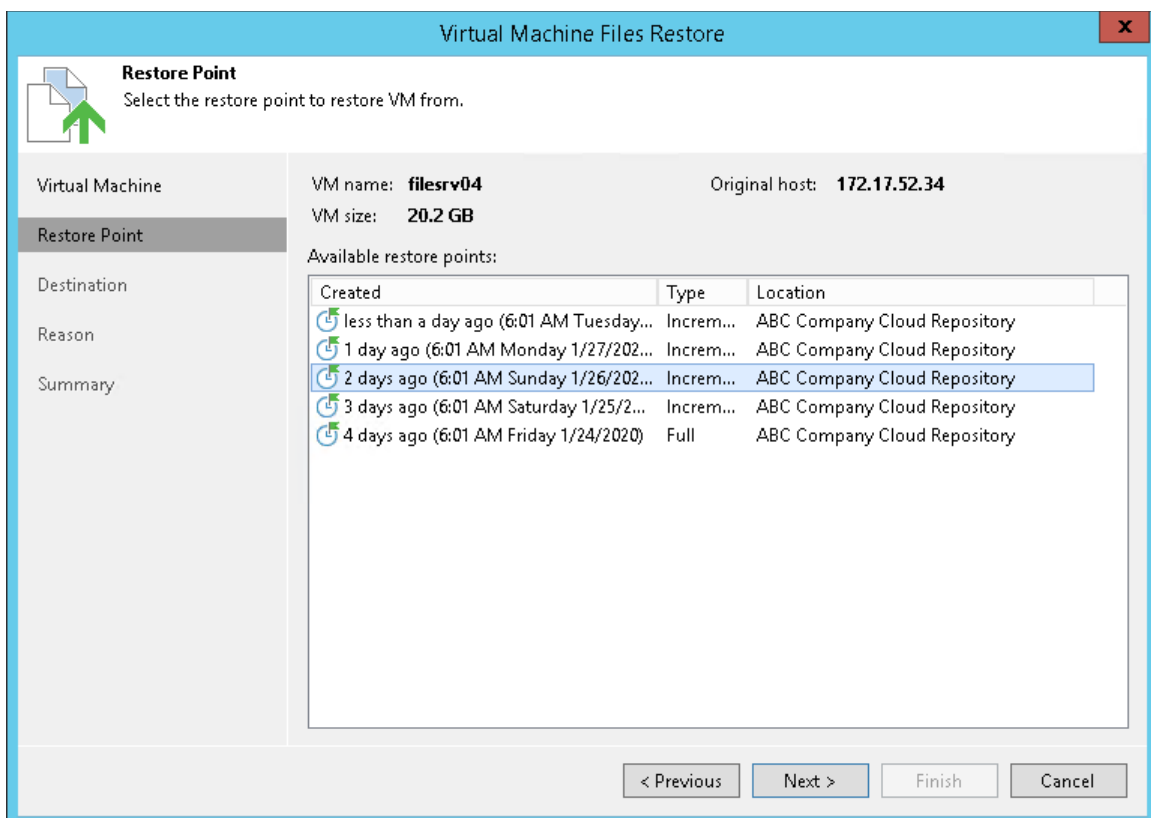 Virtual Machine Files Restore
X
Restore Point
Select the restore point to restore VM from.
Virtual Machine
Restore Point
Destination
Reason
Summary
VM name: filesrv04 Original host: 172.17.52.34
VM size: 20.2 GB
Available restore points:
Created Type Location
less than a day ago (6:01 AM Tuesday... Increm... ABC Company Cloud Repository
1 day ago (6:01 AM Monday 1/27/202... Increm... ABC Company Cloud Repository
2 days ago (6:01 AM Sunday 1/26/202... Increm... ABC Company Cloud Repository
3 days ago (6:01 AM Saturday 1/25/2... Increm... ABC Company Cloud Repository
4 days ago (6:01 AM Friday 1/24/2020) Full ABC Company Cloud Repository
< Previous Next > Finish Cancel